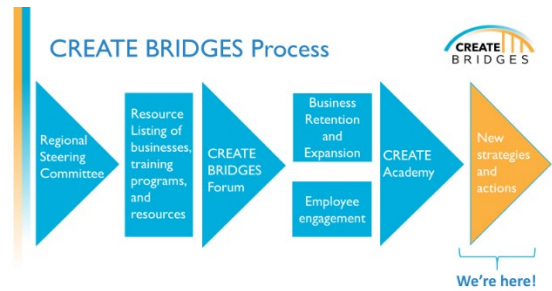 CREATE BRIDGES Process
CREATE
BRIDGES
Regional
Steering
Committee
Resource
Listing of
businesses,
training
programs,
and
resources
CREATE
BRIDGES
Forum
Business
Retention
and
Expansion
Employee
engagement
CREATE
Academy
New
strategies
and
actions
We're here!